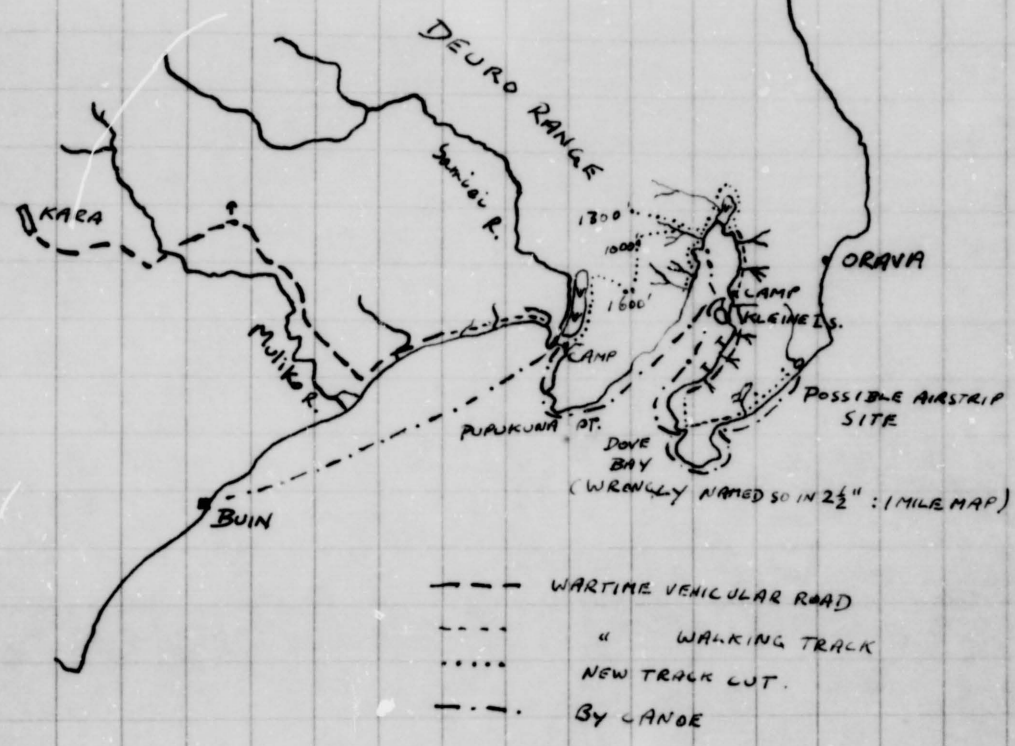 DEURO RANGE
KARA
Samirai R.
1300'
1000'
1600'
ORAVA
CAMP
KLEINE IS.
Muliko R.
CAMP
POSSIBLE AIRSTRIP
SITE
PUPUKUNA PT.
DOVE
BAY
(WRONGLY NAMED SO IN 2½" : 1 MILE MAP)
BUIN
WARTIME VEHICULAR ROAD
" WALKING TRACK
NEW TRACK CUT.
BY CANOE